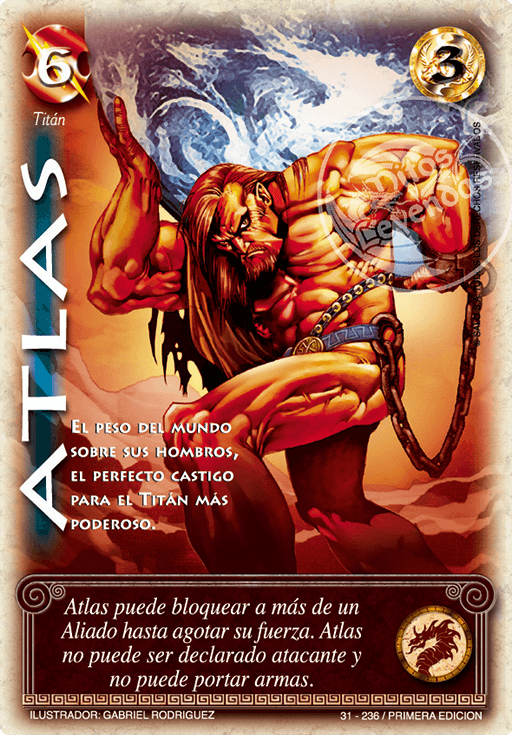 6
3
Titán
ATLAS
Mitos
Leyendas
EL PESO DEL MUNDO
SOBRE SUS HOMBROS,
EL PERFECTO CASTIGO
PARA EL TITÁN MÁS
PODEROSO.
Atlas puede bloquear a más de un
Aliado hasta agotar su fuerza. Atlas
no puede ser declarado atacante y
no puede portar armas.
ILUSTRADOR: GABRIEL RODRIGUEZ
31 - 236 / PRIMERA EDICION